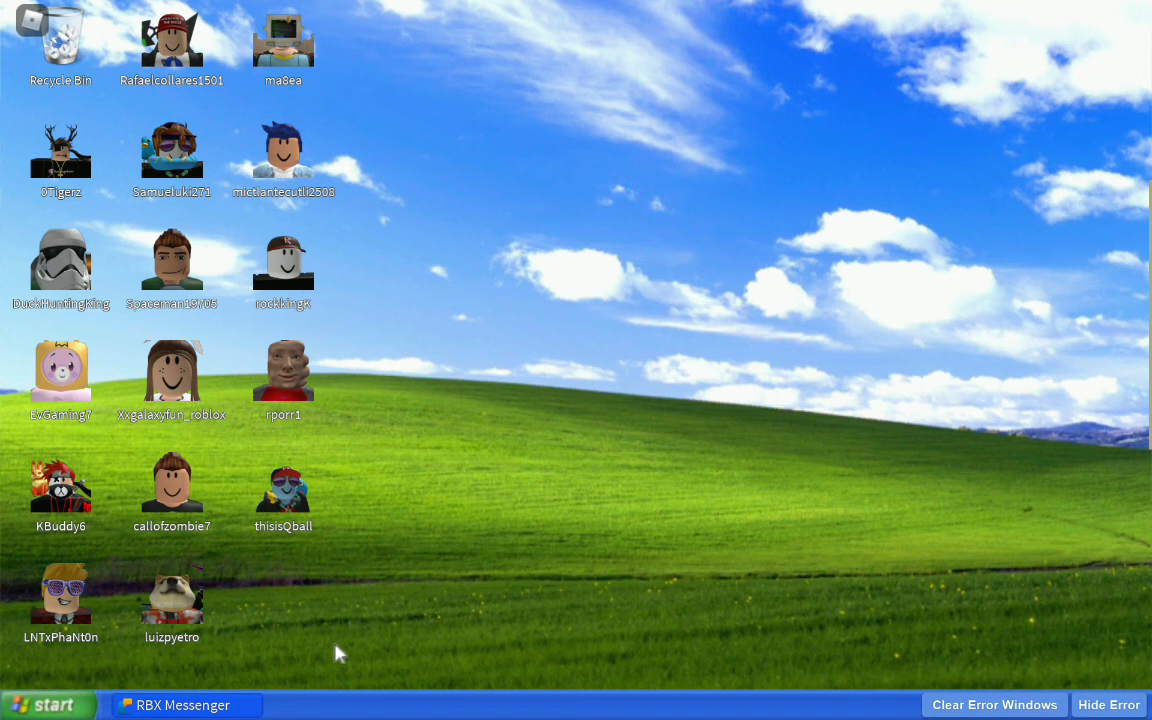 Recycle Bin
Rafaelcollares1501
ma8ea
0Tigerz
Samueluki271
mictlantecutli2508
DuckHuntingKing
Spaceman19705
rockkingK
EvGaming7
Xxgalaxyfun_roblox
rporr1
KBuddy6
callofzombie7
thisisQball
LNTxPhaNt0n
luizpyetro
start
RBX Messenger
Clear Error Windows
Hide Error